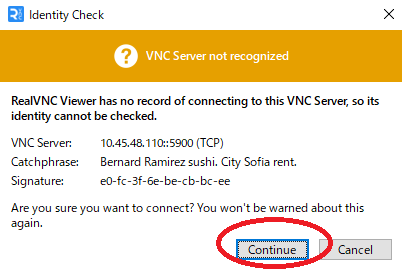 Identity Check
VNC Server not recognized
RealVNC Viewer has no record of connecting to this VNC Server, so its
identity cannot be checked.
VNC Server: 10.45.48.110::5900 (TCP)
Catchphrase: Bernard Ramirez sushi. City Sofia rent.
Signature: e0-fc-3f-6e-be-cb-bc-ee
Are you sure you want to connect? You won't be warned about this
again.
Continue Cancel